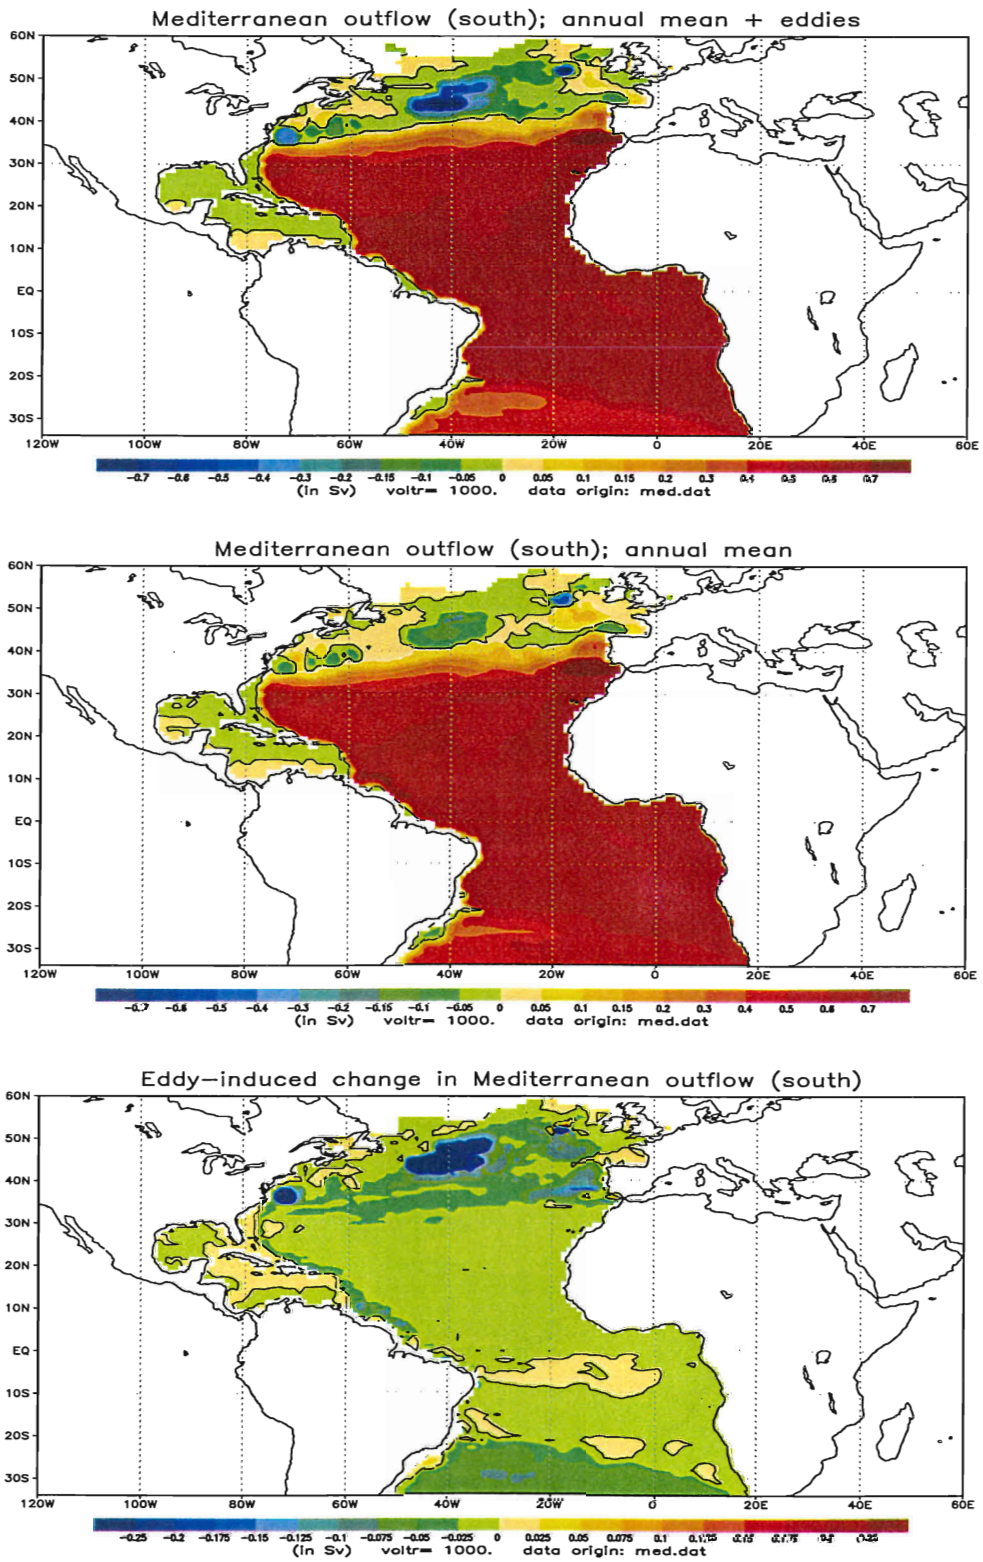 Mediterranean outflow (south); annual mean + eddies
60N
50N
40N
30N
20N
10N
EQ
10S
20S
30S
120W 100W 80W 60W 40W 20W 0 20E 40E 60E
-0.7 -0.6 -0.5 -0.4 -0.3 -0.2 -0.15 -0.1 -0.05 0 0.05 0.1 0.15 0.2 0.3 0.4 0.5 0.6 0.7
(in Sv) voltr= 1000. data origin: med.dat
Mediterranean outflow (south); annual mean
60N
50N
40N
30N
20N
10N
EQ
10S
20S
30S
120W 100W 80W 60W 40W 20W 0 20E 40E 60E
-0.7 -0.6 -0.5 -0.4 -0.3 -0.2 -0.15 -0.1 -0.05 0 0.05 0.1 0.15 0.2 0.3 0.4 0.5 0.6 0.7
(in Sv) voltr= 1000. data origin: med.dat
Eddy-induced change in Mediterranean outflow (south)
60N
50N
40N
30N
20N
10N
EQ
10S
20S
30S
120W 100W 80W 60W 40W 20W 0 20E 40E 60E
-0.25 -0.2 -0.175 -0.15 -0.125 -0.1 -0.075 -0.05 -0.025 0 0.025 0.05 0.075 0.1
(in Sv) voltr= 1000. data origin: med.dat